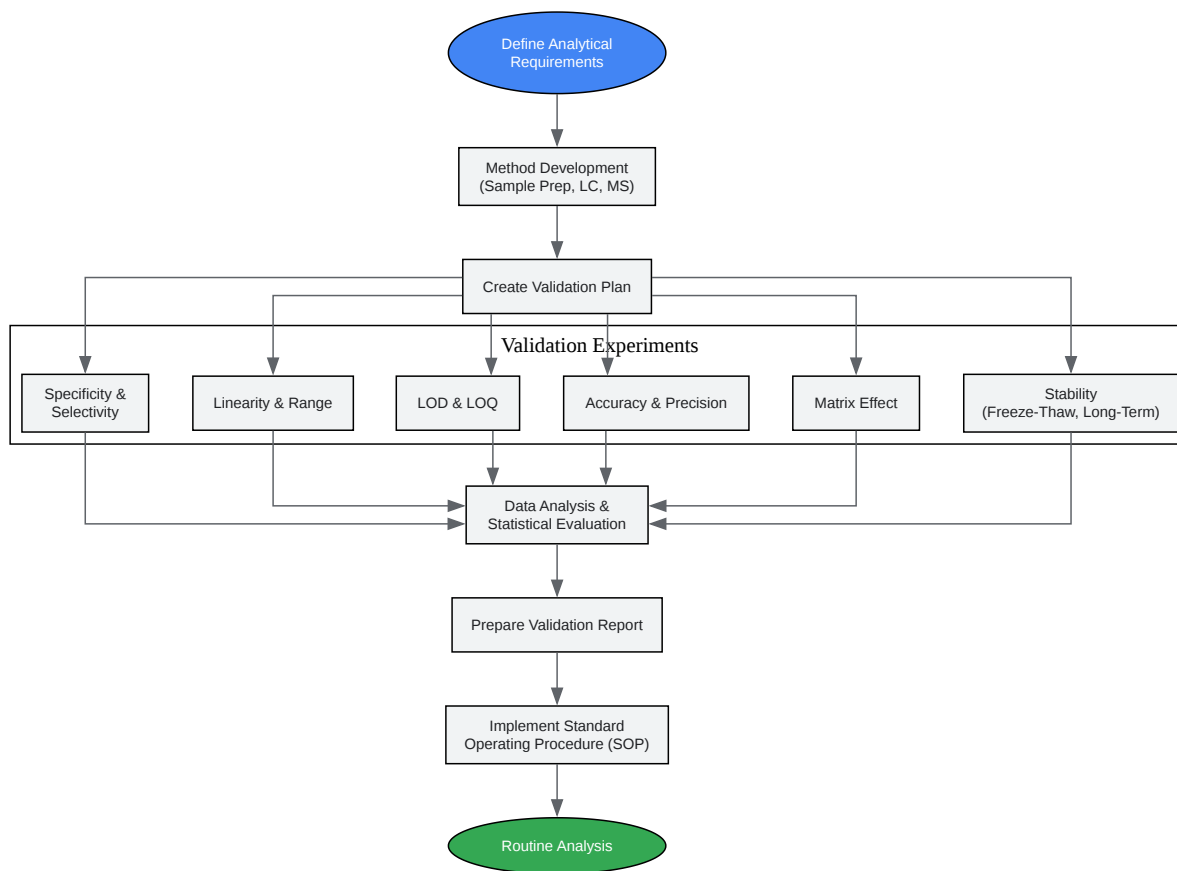 Define Analytical
Requirements
Method Development
(Sample Prep, LC, MS)
Create Validation Plan
Validation Experiments
Specificity &
Selectivity
Linearity & Range
LOD & LOQ
Accuracy & Precision
Matrix Effect
Stability
(Freeze-Thaw, Long-Term)
Data Analysis &
Statistical Evaluation
Prepare Validation Report
Implement Standard
Operating Procedure (SOP)
Routine Analysis